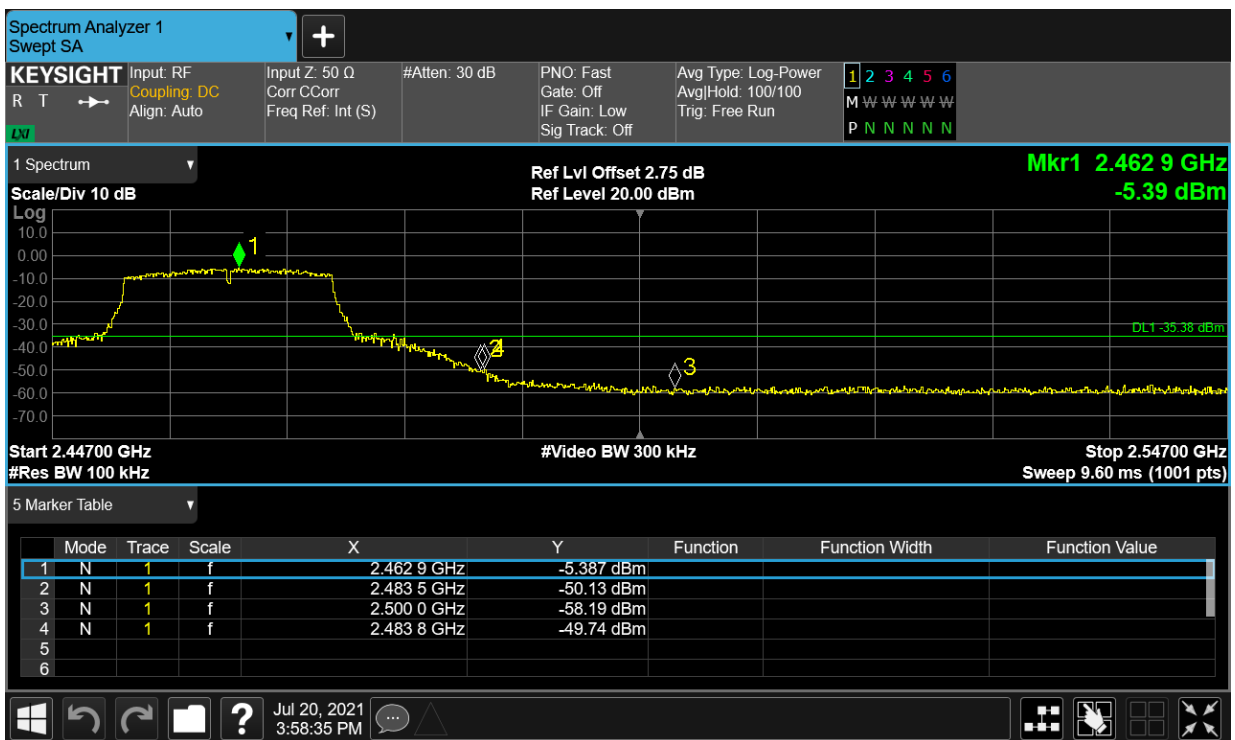 Spectrum Analyzer 1
Swept SA
+
KEYSIGHT
R T
LXI
Input: RF
Coupling: DC
Align: Auto
Input Z: 50 Ω
Corr CCorr
Freq Ref: Int (S)
#Atten: 30 dB
PNO: Fast
Gate: Off
IF Gain: Low
Sig Track: Off
Avg Type: Log-Power
Avg|Hold: 100/100
Trig: Free Run
1 2 3 4 5 6
M W W W W W
P N N N N N
1 Spectrum
Scale/Div 10 dB
Ref Lvl Offset 2.75 dB
Ref Level 20.00 dBm
Mkr1 2.462 9 GHz
-5.39 dBm
Log
10.0
0.00
-10.0
-20.0
-30.0
-40.0
-50.0
-60.0
-70.0
1
2
4
3
DL1 -35.38 dBm
Start 2.44700 GHz
#Video BW 300 kHz
Stop 2.54700 GHz
#Res BW 100 kHz
Sweep 9.60 ms (1001 pts)
5 Marker Table
Mode Trace Scale X Y Function Function Width Function Value
1 N 1 f 2.462 9 GHz -5.387 dBm
2 N 1 f 2.483 5 GHz -50.13 dBm
3 N 1 f 2.500 0 GHz -58.19 dBm
4 N 1 f 2.483 8 GHz -49.74 dBm
5
6
?
Jul 20, 2021
3:58:35 PM